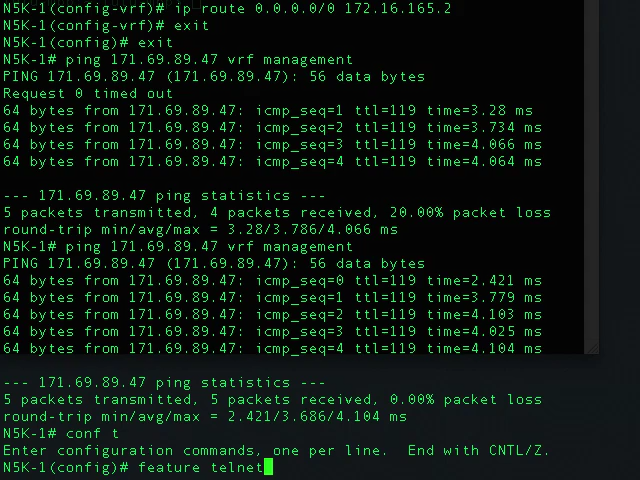 N5K-1(config-vrf)# ip route 0.0.0.0/0 172.16.165.2
N5K-1(config-vrf)# exit
N5K-1(config)# exit
N5K-1# ping 171.69.89.47 vrf management
PING 171.69.89.47 (171.69.89.47): 56 data bytes
Request 0 timed out
64 bytes from 171.69.89.47: icmp_seq=1 ttl=119 time=3.28 ms
64 bytes from 171.69.89.47: icmp_seq=2 ttl=119 time=3.734 ms
64 bytes from 171.69.89.47: icmp_seq=3 ttl=119 time=4.066 ms
64 bytes from 171.69.89.47: icmp_seq=4 ttl=119 time=4.064 ms
--- 171.69.89.47 ping statistics ---
5 packets transmitted, 4 packets received, 20.00% packet loss
round-trip min/avg/max = 3.28/3.786/4.066 ms
N5K-1# ping 171.69.89.47 vrf management
PING 171.69.89.47 (171.69.89.47): 56 data bytes
64 bytes from 171.69.89.47: icmp_seq=0 ttl=119 time=2.421 ms
64 bytes from 171.69.89.47: icmp_seq=1 ttl=119 time=3.779 ms
64 bytes from 171.69.89.47: icmp_seq=2 ttl=119 time=4.103 ms
64 bytes from 171.69.89.47: icmp_seq=3 ttl=119 time=4.025 ms
64 bytes from 171.69.89.47: icmp_seq=4 ttl=119 time=4.104 ms
--- 171.69.89.47 ping statistics ---
5 packets transmitted, 5 packets received, 0.00% packet loss
round-trip min/avg/max = 2.421/3.686/4.104 ms
N5K-1# conf t
Enter configuration commands, one per line.  End with CNTL/Z.
N5K-1(config)# feature telnet